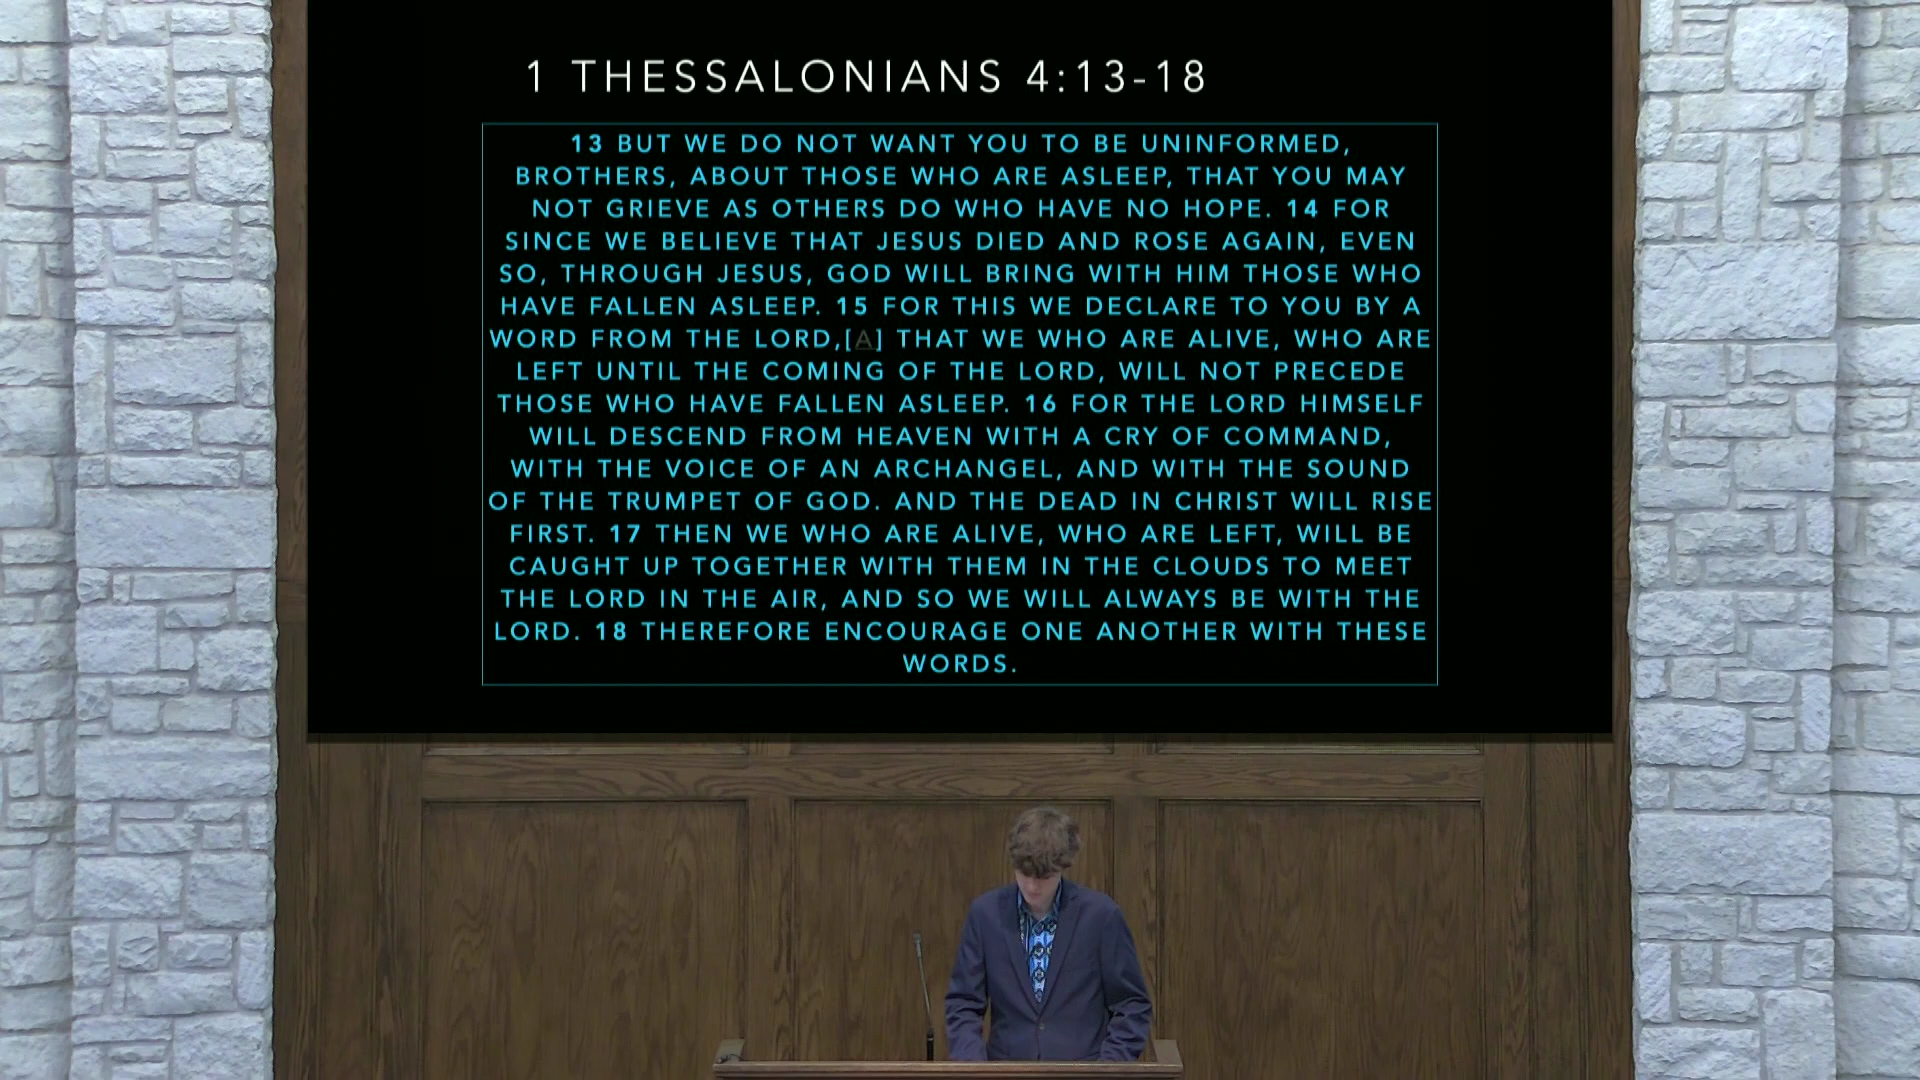 1 THESSALONIANS 4:13-18
13 BUT WE DO NOT WANT YOU TO BE UNINFORMED,
BROTHERS, ABOUT THOSE WHO ARE ASLEEP, THAT YOU MAY
NOT GRIEVE AS OTHERS DO WHO HAVE NO HOPE. 14 FOR
SINCE WE BELIEVE THAT JESUS DIED AND ROSE AGAIN, EVEN
SO, THROUGH JESUS, GOD WILL BRING WITH HIM THOSE WHO
HAVE FALLEN ASLEEP. 15 FOR THIS WE DECLARE TO YOU BY A
WORD FROM THE LORD,[A] THAT WE WHO ARE ALIVE, WHO ARE
LEFT UNTIL THE COMING OF THE LORD, WILL NOT PRECEDE
THOSE WHO HAVE FALLEN ASLEEP. 16 FOR THE LORD HIMSELF
WILL DESCEND FROM HEAVEN WITH A CRY OF COMMAND,
WITH THE VOICE OF AN ARCHANGEL, AND WITH THE SOUND
OF THE TRUMPET OF GOD. AND THE DEAD IN CHRIST WILL RISE
FIRST. 17 THEN WE WHO ARE ALIVE, WHO ARE LEFT, WILL BE
CAUGHT UP TOGETHER WITH THEM IN THE CLOUDS TO MEET
THE LORD IN THE AIR, AND SO WE WILL ALWAYS BE WITH THE
LORD. 18 THEREFORE ENCOURAGE ONE ANOTHER WITH THESE
WORDS.